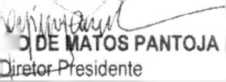 O DE MATOS PANTOJA
Diretor Presidente